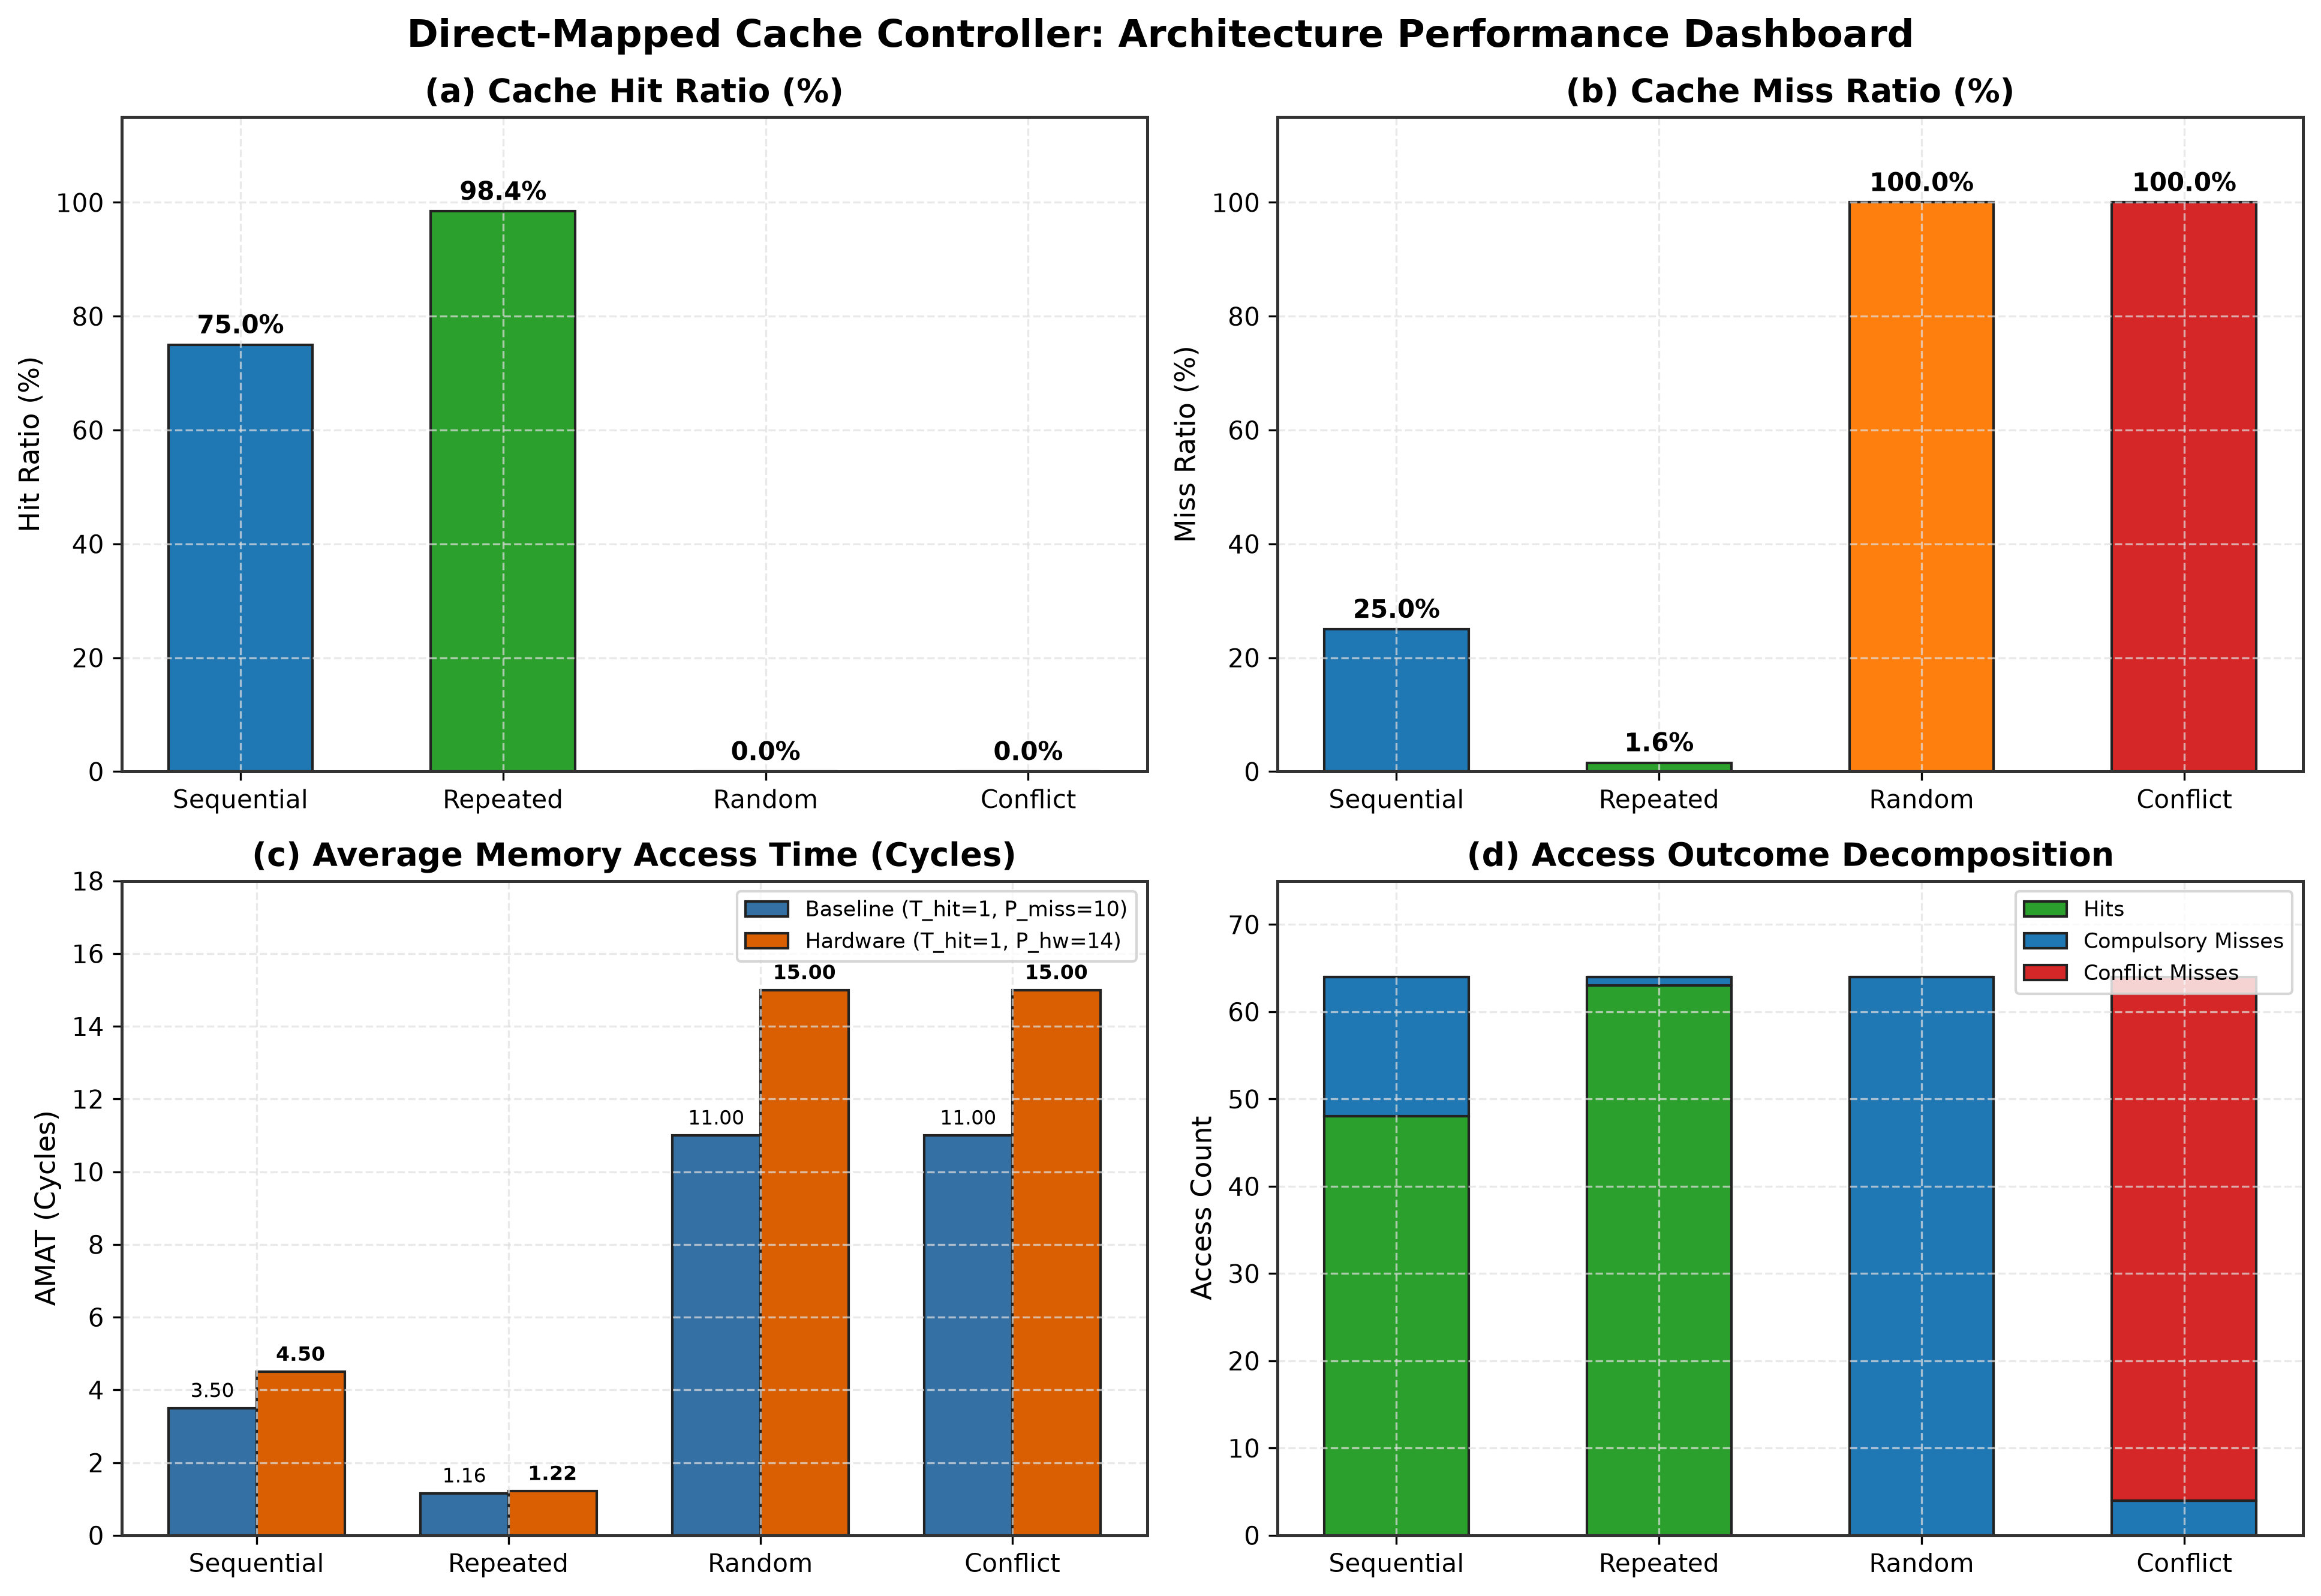 Direct-Mapped Cache Controller: Architecture Performance Dashboard
(a) Cache Hit Ratio (%)
Hit Ratio (%)
100
80
60
40
20
0
75.0%
98.4%
0.0%
0.0%
Sequential
Repeated
Random
Conflict
(b) Cache Miss Ratio (%)
Miss Ratio (%)
100
80
60
40
20
0
25.0%
1.6%
100.0%
100.0%
Sequential
Repeated
Random
Conflict
(c) Average Memory Access Time (Cycles)
AMAT (Cycles)
18
16
14
12
10
8
6
4
2
0
Baseline (T_hit=1, P_miss=10)
Hardware (T_hit=1, P_hw=14)
3.50
4.50
1.16
1.22
11.00
15.00
11.00
15.00
Sequential
Repeated
Random
Conflict
(d) Access Outcome Decomposition
Access Count
70
60
50
40
30
20
10
0
Hits
Compulsory Misses
Conflict Misses
Sequential
Repeated
Random
Conflict